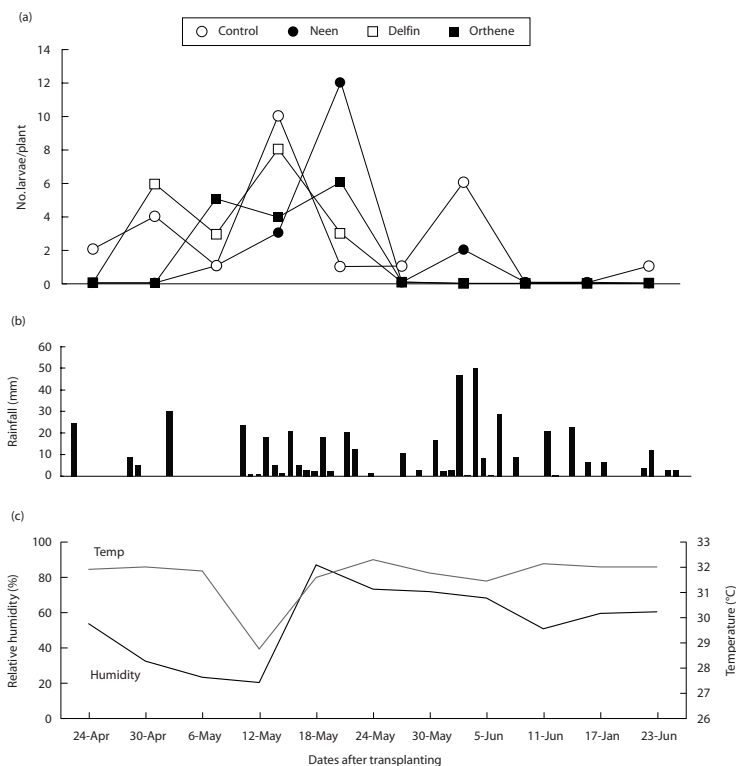 (a)
Control Neen Delfin Orthene
14
12
10
8
6
4
2
0
No.larvae/plant
(b)
60
50
40
30
20
10
0
Rainfall (mm)
(c)
100
80
60
40
20
0
Relative humidity (%)
Temp
Humidity
33
32
31
30
29
28
27
26
Temperature (°C)
24-Apr 30-Apr 6-May 12-May 18-May 24-May 30-May 5-Jun 11-Jun 17-Jan 23-Jun
Dates after transplanting